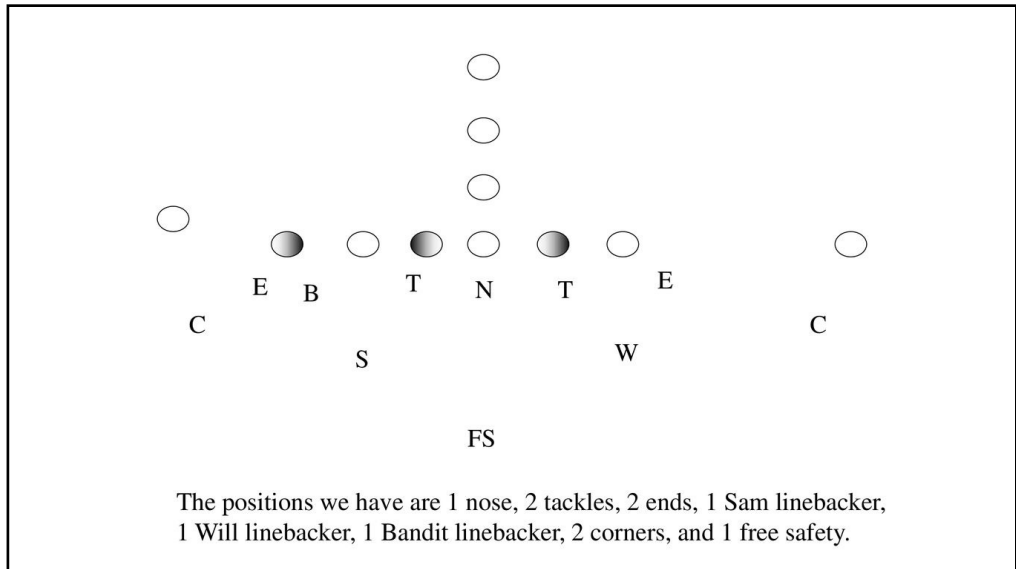 E B T N T E
C C
S W
FS
The positions we have are 1 nose, 2 tackles, 2 ends, 1 Sam linebacker,
1 Will linebacker, 1 Bandit linebacker, 2 corners, and 1 free safety.